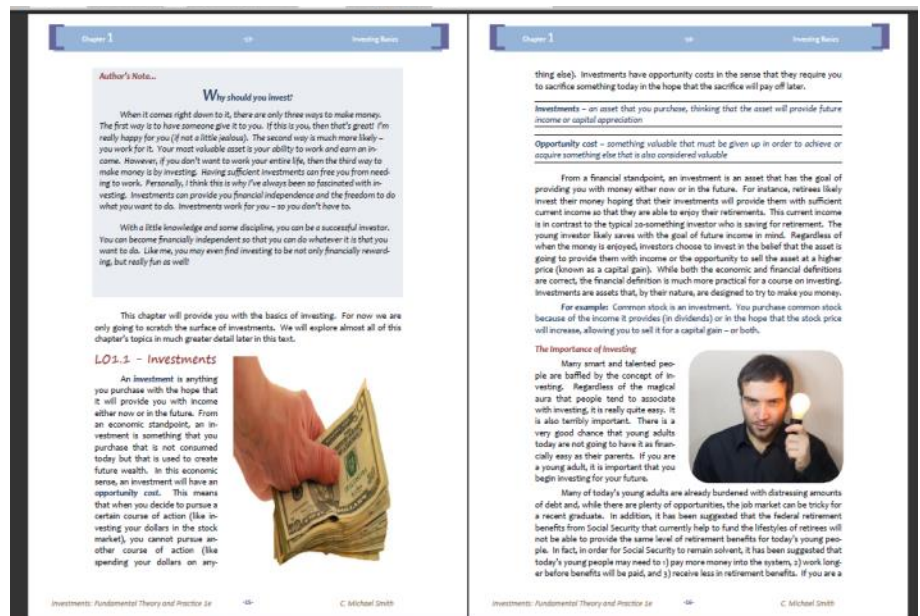 Chapter 1
Investing Basics
Author's Note...
Why should you invest?
When it comes right down to it, there are only three ways to make money.
The first way is to have someone give it to you. If this is you, then that's great! I'm
really happy for you (if not a little jealous). The second way is much more likely –
you work for it. Your most valuable asset is your ability to work and earn an in-
come. However, if you don't want to work your entire life, then the third way to
make money is by investing. Having sufficient investments can free you from need-
ing to work. Personally, I think this is why I've always been so fascinated with in-
vesting. Investments can provide you financial independence and the freedom to do
what you want to do. Investments work for you – so you don't have to.
With a little knowledge and some discipline, you can be a successful investor.
You can become financially independent so that you can do whatever it is that you
want to do. Like me, you may even find investing to be not only financially reward-
ing, but really fun as well!
This chapter will provide you with the basics of investing. For now we are
only going to scratch the surface of investments. We will explore almost all of this
chapter's topics in much greater detail later in this text.
LO1.1 – Investments
An investment is anything
you purchase with the hope that
it will provide you with income
either now or in the future. From
an economic standpoint, an in-
vestment is something that you
purchase that is not consumed
today but that is used to create
future wealth. In this economic
sense, an investment will have an
opportunity cost. This means
that when you decide to pursue a
certain course of action (like in-
vesting your dollars in the stock
market), you cannot pursue an-
other course of action (like
spending your dollars on any-
Investments: Fundamental Theory and Practice 1e
C. Michael Smith
Chapter 1
Investing Basics
thing else). Investments have opportunity costs in the sense that they require you
to sacrifice something today in the hope that the sacrifice will pay off later.
Investments – an asset that you purchase, thinking that the asset will provide future
income or capital appreciation
Opportunity cost – something valuable that must be given up in order to achieve or
acquire something else that is also considered valuable
From a financial standpoint, an investment is an asset that has the goal of
providing you with money either now or in the future. For instance, retirees likely
invest their money hoping that their investments will provide them with sufficient
current income so that they are able to enjoy their retirements. This current income
is in contrast to the typical 20-something investor who is saving for retirement. The
young investor likely saves with the goal of future income in mind. Regardless of
when the money is enjoyed, investors choose to invest in the belief that the asset is
going to provide them with income or the opportunity to sell the asset at a higher
price (known as a capital gain). While both the economic and financial definitions
are correct, the financial definition is much more practical for a course on investing.
Investments are assets that, by their nature, are designed to try to make you money.
For example: Common stock is an investment. You purchase common stock
because of the income it provides (in dividends) or in the hope that the stock price
will increase, allowing you to sell it for a capital gain – or both.
The Importance of Investing
Many smart and talented peo-
ple are baffled by the concept of in-
vesting. Regardless of the magical
aura that people tend to associate
with investing, it is really quite easy. It
is also terribly important. There is a
very good chance that young adults
today are not going to have it as finan-
cially easy as their parents. If you are
a young adult, it is important that you
begin investing for your future.
Many of today's young adults are already burdened with distressing amounts
of debt and, while there are plenty of opportunities, the job market can be tricky for
a recent graduate. In addition, it has been suggested that the federal retirement
benefits from Social Security that currently help to fund the lifestyles of retirees will
not be able to provide the same level of retirement benefits for today's young peo-
ple. In fact, in order for Social Security to remain solvent, it has been suggested that
today's young people may need to 1) pay more money into the system, 2) work long-
er before benefits will be paid, and 3) receive less in retirement benefits. If you are a
Investments: Fundamental Theory and Practice 1e
C. Michael Smith